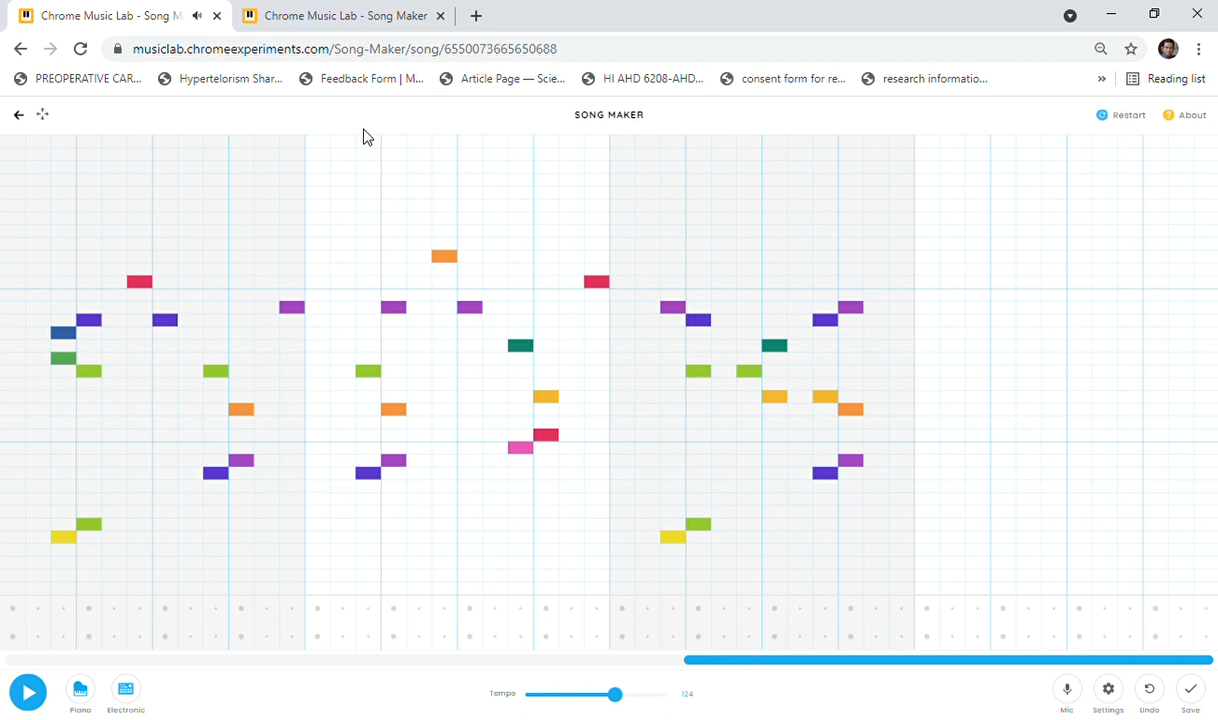 Chrome Music Lab - Song M
Chrome Music Lab - Song Maker
musiclab.chromeexperiments.com/Song-Maker/song/6550073665650688
PREOPERATIVE CAR... Hypertelorism Shar... Feedback Form | M... Article Page — Scie... HI AHD 6208-AHD... consent form for re... research informatio... » Reading list
SONG MAKER Restart About
Tempo 124
Piano Electronic Mic Settings Undo Save